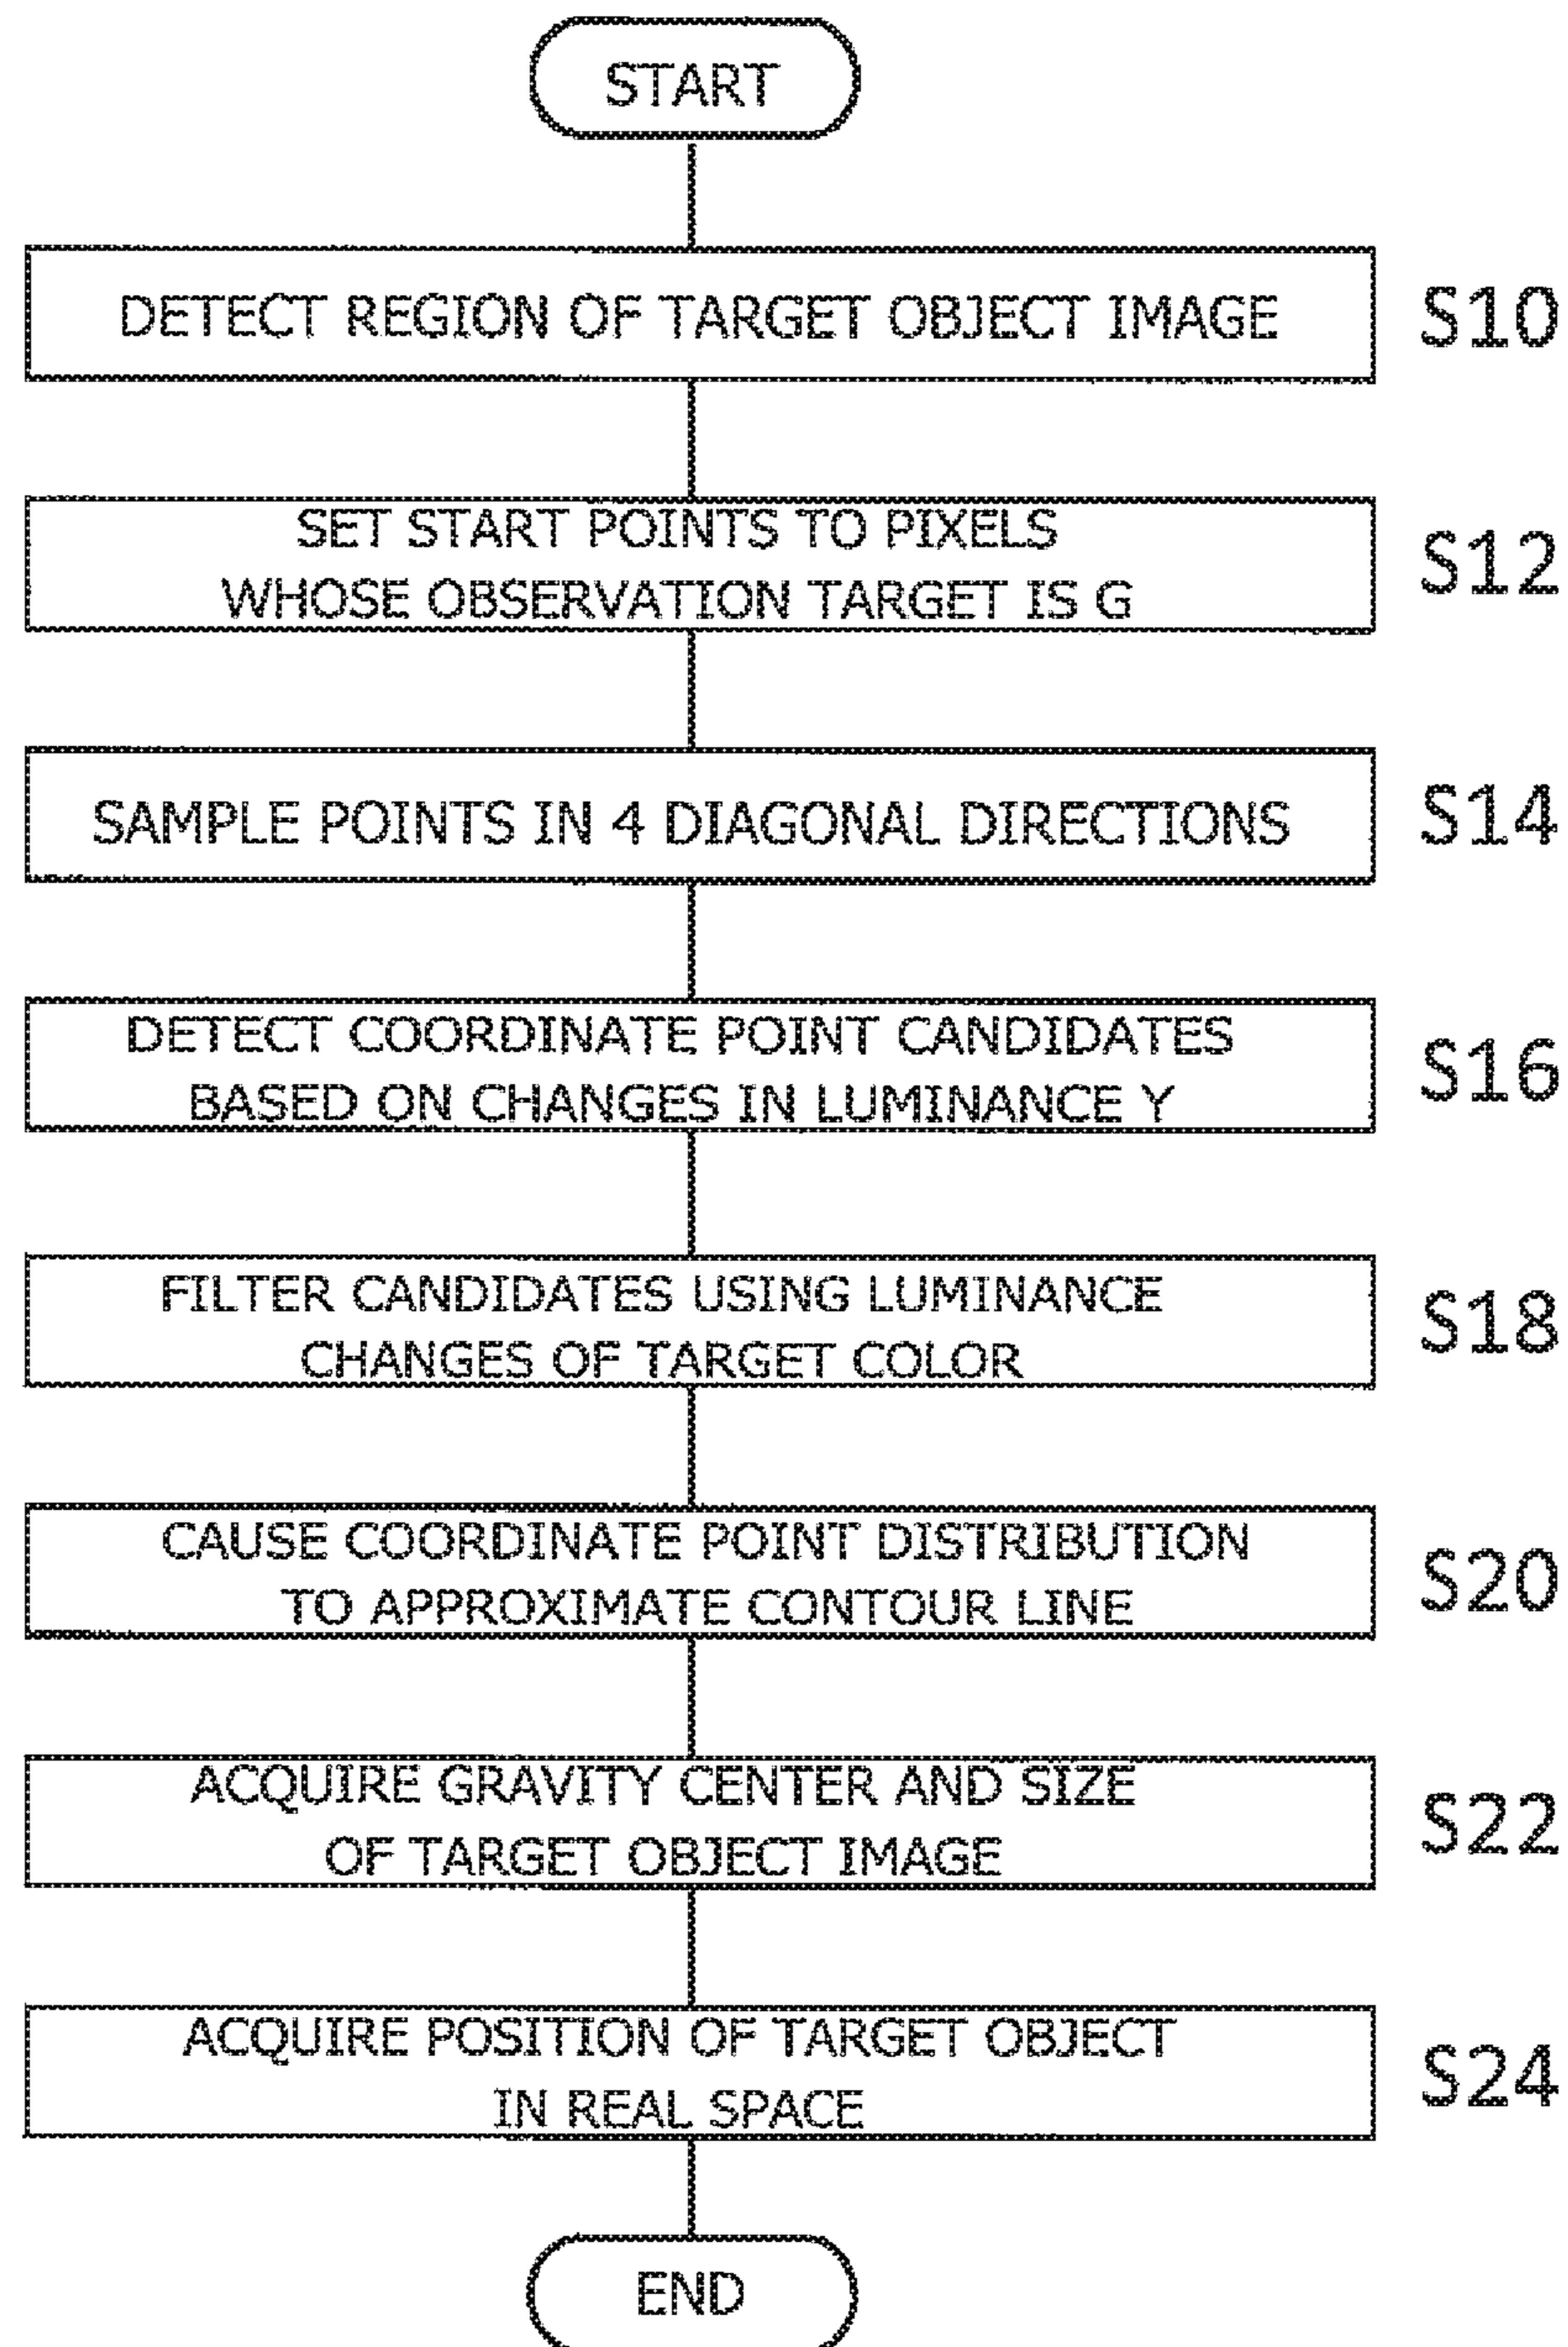 START
DETECT REGION OF TARGET OBJECT IMAGE
S10
SET START POINTS TO PIXELS
WHOSE OBSERVATION TARGET IS G
S12
SAMPLE POINTS IN 4 DIAGONAL DIRECTIONS
S14
DETECT COORDINATE POINT CANDIDATES
BASED ON CHANGES IN LUMINANCE Y
S16
FILTER CANDIDATES USING LUMINANCE
CHANGES OF TARGET COLOR
S18
CAUSE COORDINATE POINT DISTRIBUTION
TO APPROXIMATE CONTOUR LINE
S20
ACQUIRE GRAVITY CENTER AND SIZE
OF TARGET OBJECT IMAGE
S22
ACQUIRE POSITION OF TARGET OBJECT
IN REAL SPACE
S24
END